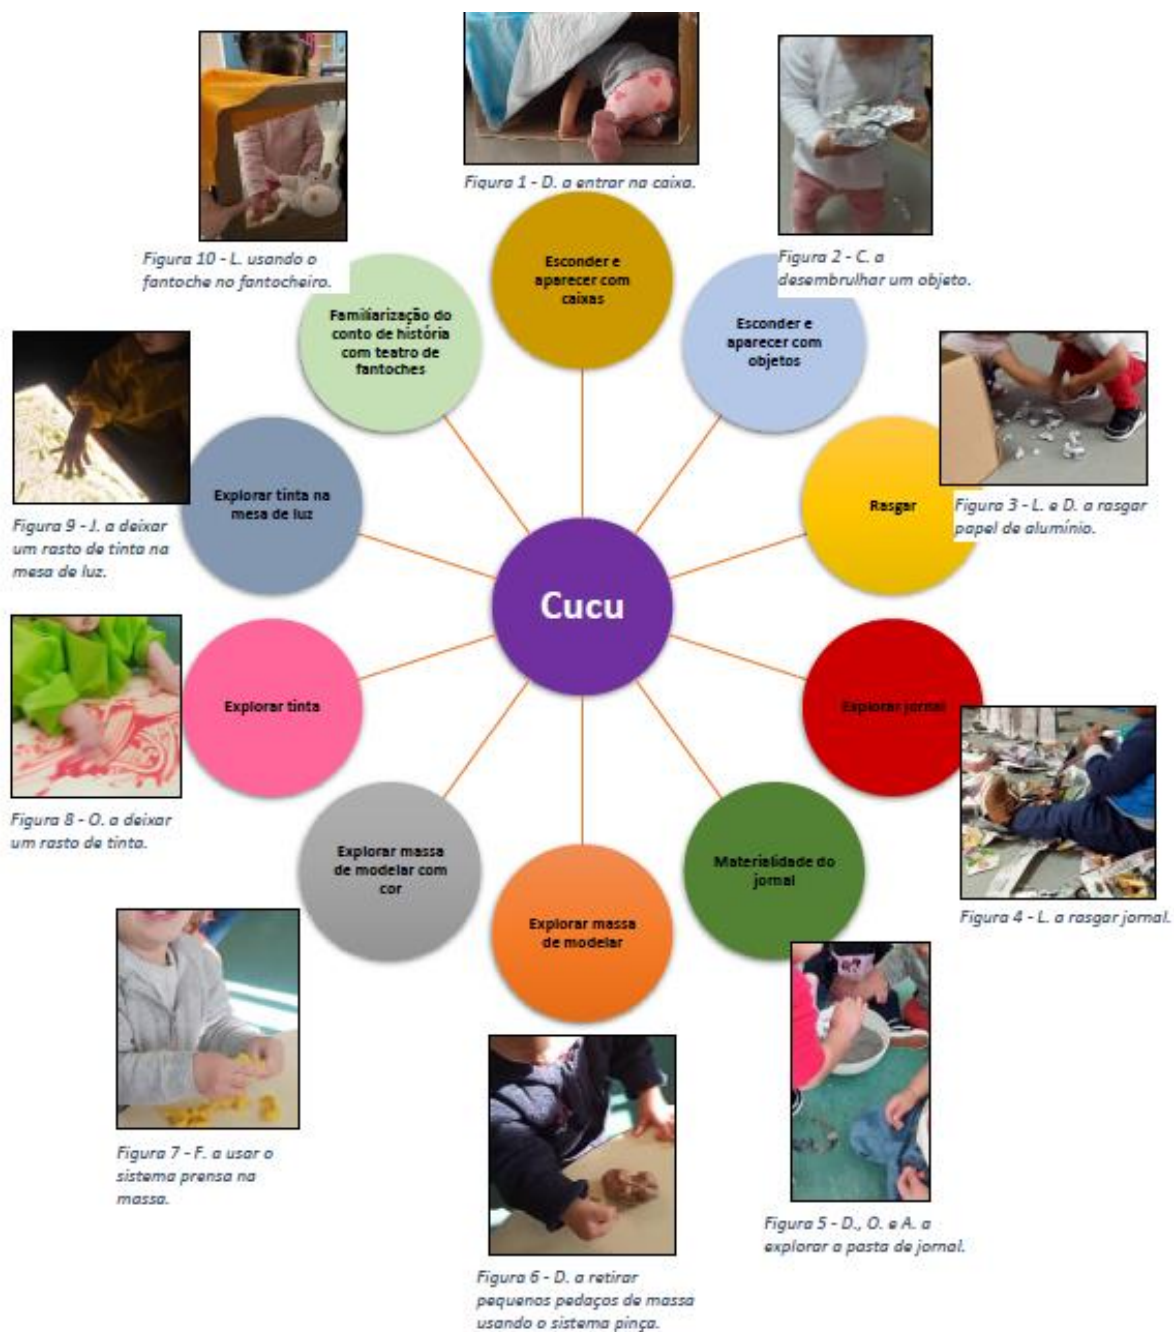 Figura 1 - D. a entrar na caixa.
Figura 10 - L. usando o
fantoche no fantocheiro.
Figura 2 - C. a
desembrulhar um objeto.
Esconder e
aparecer com
caixas
Familiarização do
conto de história
com teatro de
fantoches
Esconder e
aparecer com
objetos
Explorar tinta na
mesa de luz
Rasgar
Figura 9 - J. a deixar
um rasto de tinta na
mesa de luz.
Figura 3 - L. e D. a rasgar
papel de alumínio.
Cucu
Explorar tinta
Explorar jornal
Figura 8 - O. a deixar
um rasto de tinta.
Explorar massa
de modelar com
cor
Materialidade do
jornal
Figura 4 - L. a rasgar jornal.
Explorar massa
de modelar
Figura 7 - F. a usar o
sistema prensa na
massa.
Figura 5 - D., O. e A. a
explorar a pasta de jornal.
Figura 6 - D. a retirar
pequenos pedaços de massa
usando o sistema pinça.